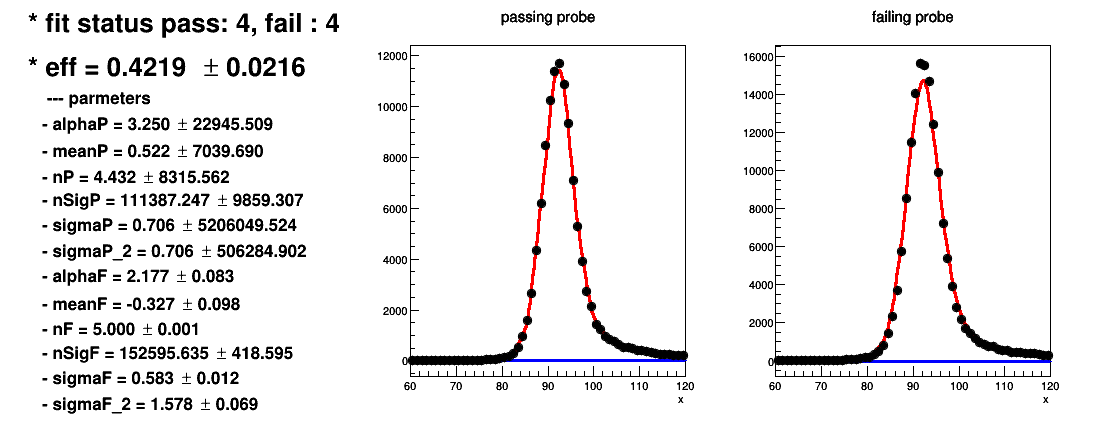 * fit status pass: 4, fail : 4
* eff = 0.4219 ± 0.0216
--- parmeters
- alphaP = 3.250 ± 22945.509
- meanP = 0.522 ± 7039.690
- nP = 4.432 ± 8315.562
- nSigP = 111387.247 ± 9859.307
- sigmaP = 0.706 ± 5206049.524
- sigmaP_2 = 0.706 ± 506284.902
- alphaF = 2.177 ± 0.083
- meanF = -0.327 ± 0.098
- nF = 5.000 ± 0.001
- nSigF = 152595.635 ± 418.595
- sigmaF = 0.583 ± 0.012
- sigmaF_2 = 1.578 ± 0.069
passing probe
12000
10000
8000
6000
4000
2000
0
60 70 80 90 100 110 120
x
failing probe
16000
14000
12000
10000
8000
6000
4000
2000
0
60 70 80 90 100 110 120
x